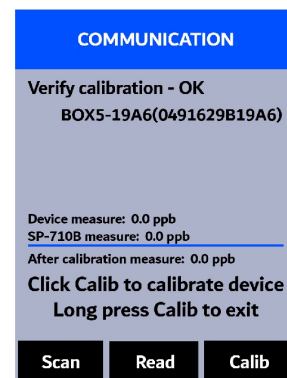 COMMUNICATION
Verify calibration - OK
BOX5-19A6(0491629B19A6)
Device measure: 0.0 ppb
SP-710B measure: 0.0 ppb
After calibration measure: 0.0 ppb
Click Calib to calibrate device
Long press Calib to exit
Scan Read Calib